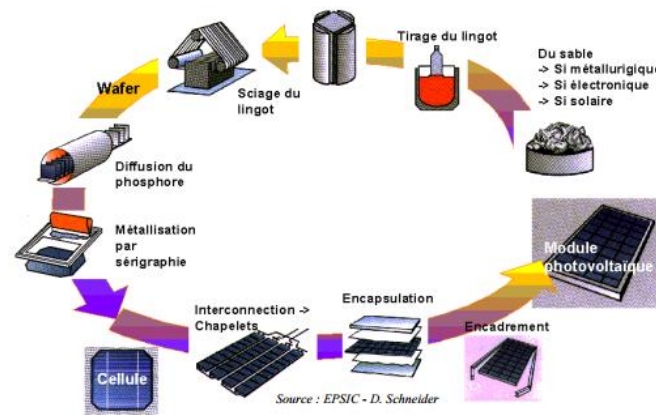 Du sable
-> Si métallurigique
-> Si électronique
-> Si solaire
Tirage du lingot
Sciage du
lingot
Wafer
Diffusion du
phosphore
Métallisation
par
sérigraphie
Cellule
Interconnection ->
Chapelets
Encapsulation
Encadrement
Module
photovoltaïque
Source : EPSIC - D. Schneider